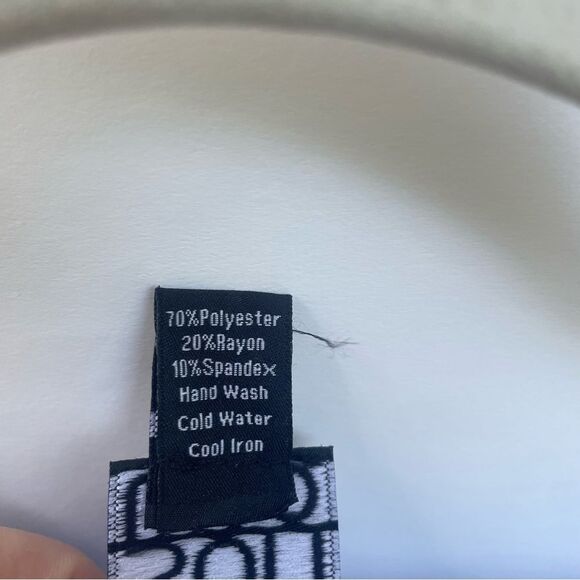 70%Polyester
20%Rayon
10%Spandex
Hand Wash
Cold Water
Cool Iron